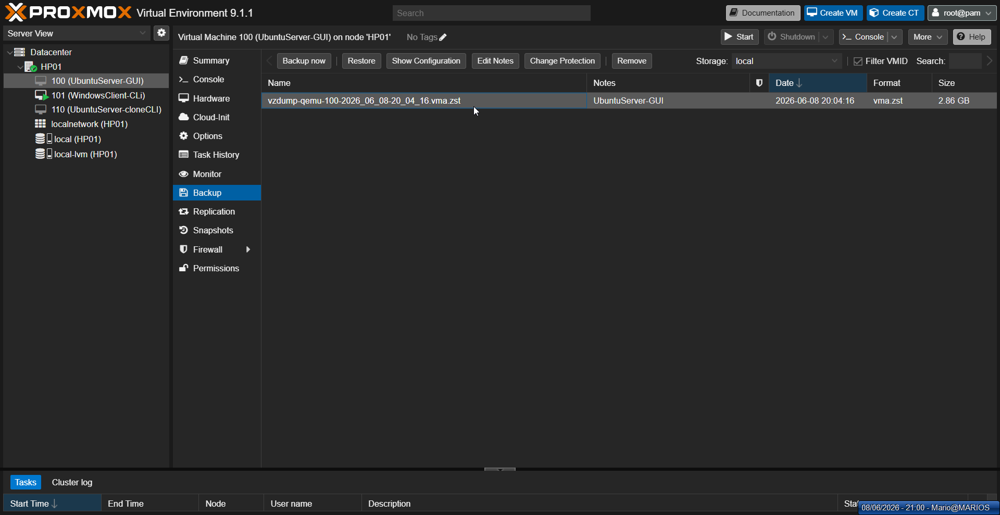 PROXMOX Virtual Environment 9.1.1
Search
Documentation
Create VM
Create CT
root@pam
Server View
Virtual Machine 100 (UbuntuServer-GUI) on node 'HP01'
No Tags
Start
Shutdown
Console
More
Help
Datacenter
HP01
100 (UbuntuServer-GUI)
101 (WindowsClient-CLi)
110 (UbuntuServer-cloneCLI)
localnetwork (HP01)
local (HP01)
local-lvm (HP01)
Summary
Console
Hardware
Cloud-Init
Options
Task History
Monitor
Backup
Replication
Snapshots
Firewall
Permissions
Backup now
Restore
Show Configuration
Edit Notes
Change Protection
Remove
Storage: local
Filter VMID
Search:
Name
Notes
Date
Format
Size
vzdump-qemu-100-2026_06_08-20_04_16.vma.zst
UbuntuServer-GUI
2026-06-08 20:04:16
vma.zst
2.86 GB
Tasks
Cluster log
Start Time
End Time
Node
User name
Description
08/06/2026 - 21:00 - Mario@MARIOS